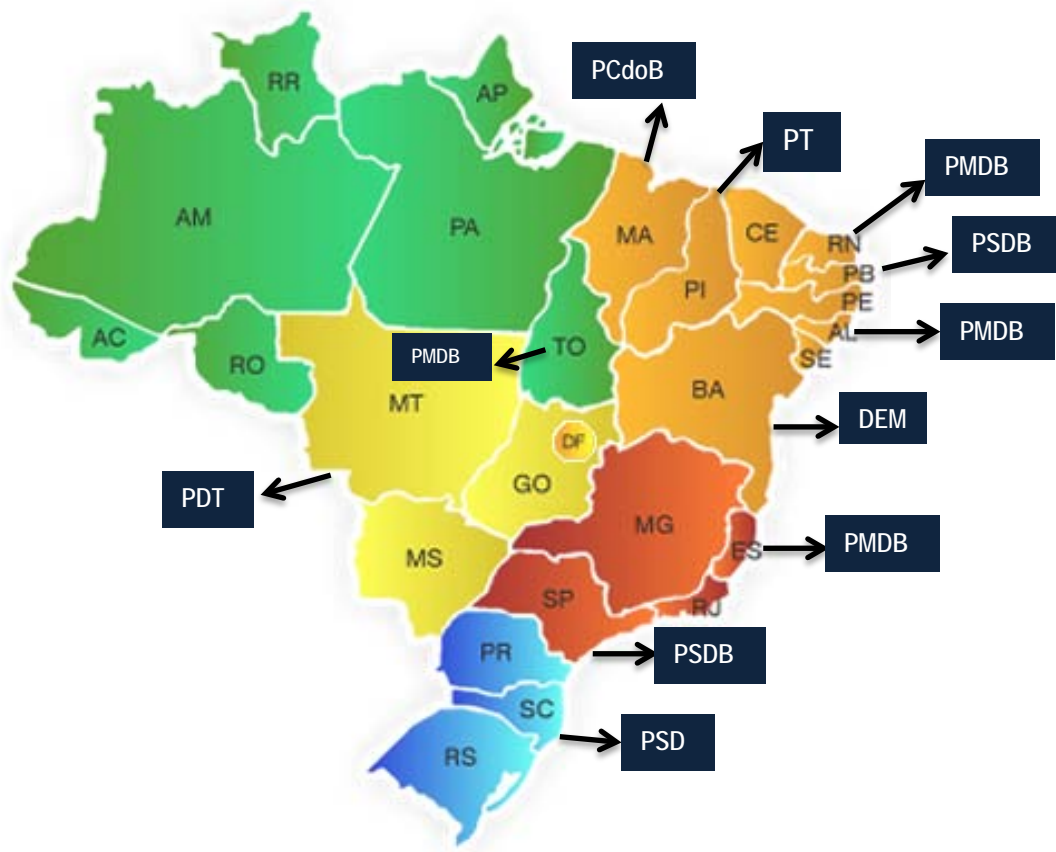 RR
AP
PCdoB
PT
PMDB
AM
PA
MA
CE
RN
PSDB
PB
PI
PE
AL
PMDB
AC
RO
PMDB
TO
SE
MT
BA
DEM
DF
GO
PDT
MG
ES
PMDB
MS
SP
RJ
PR
PSDB
SC
PSD
RS